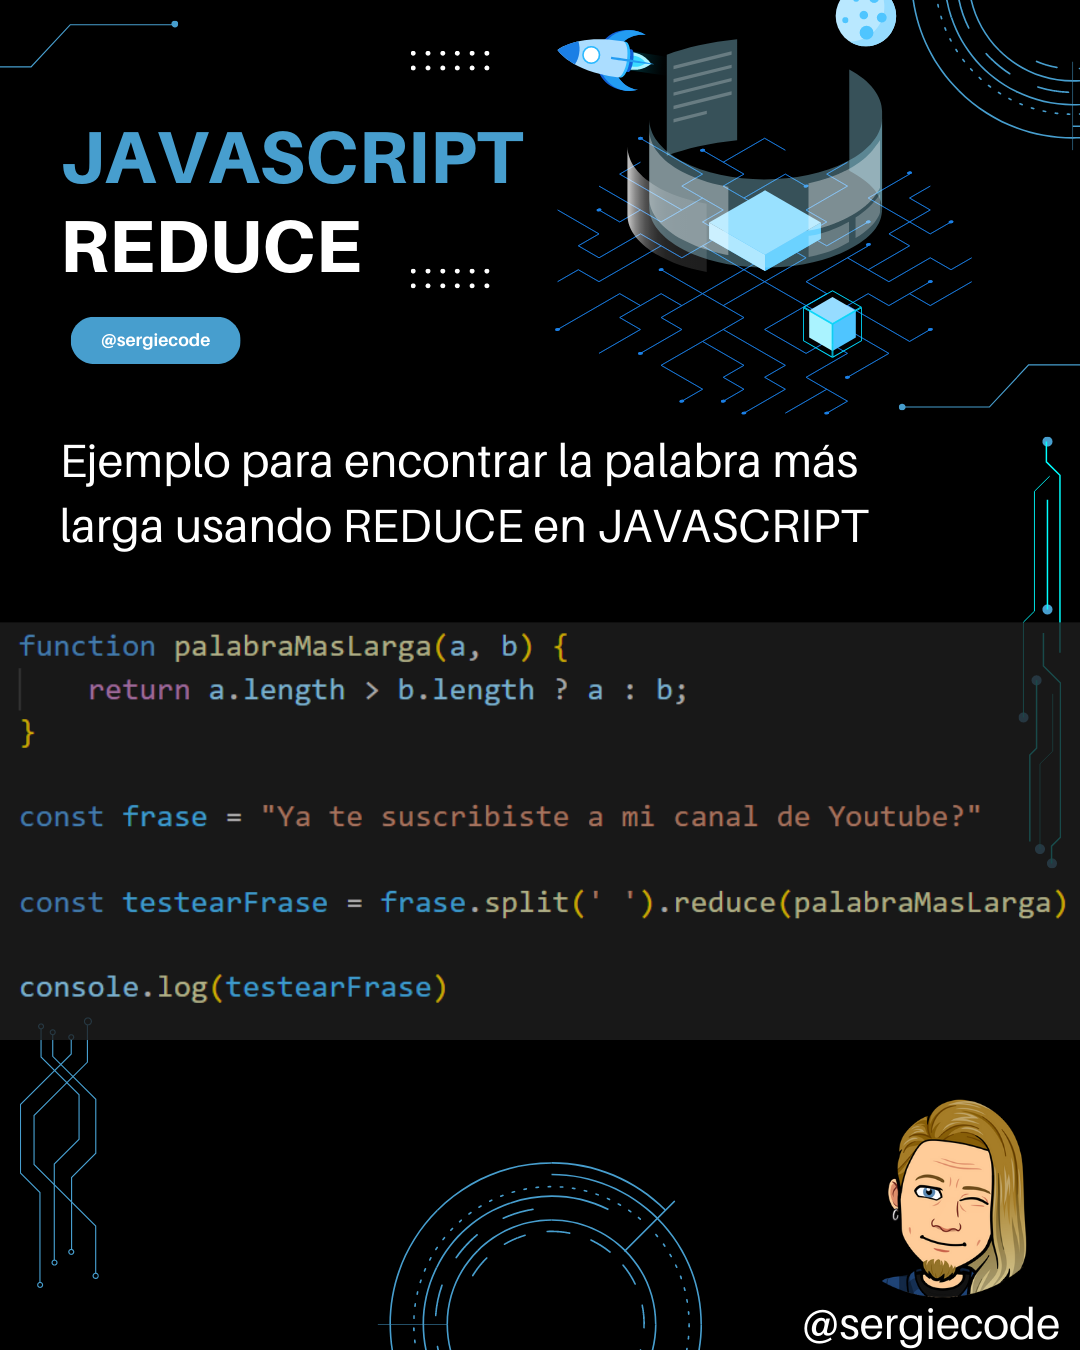 JAVASCRIPT
REDUCE
@sergiecode
Ejemplo para encontrar la palabra más
larga usando REDUCE en JAVASCRIPT
function palabraMasLarga(a, b) {
    return a.length > b.length ? a : b;
}
const frase = "Ya te suscribiste a mi canal de Youtube?"
const testearFrase = frase.split(' ').reduce(palabraMasLarga)
console.log(testearFrase)
@sergiecode